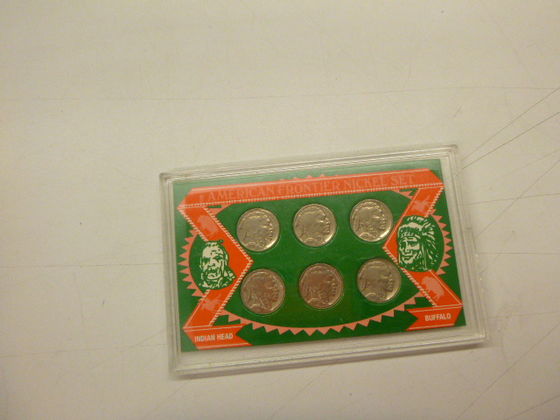 AMERICAN FRONTIER NICKEL SET
INDIAN HEAD
BUFFALO